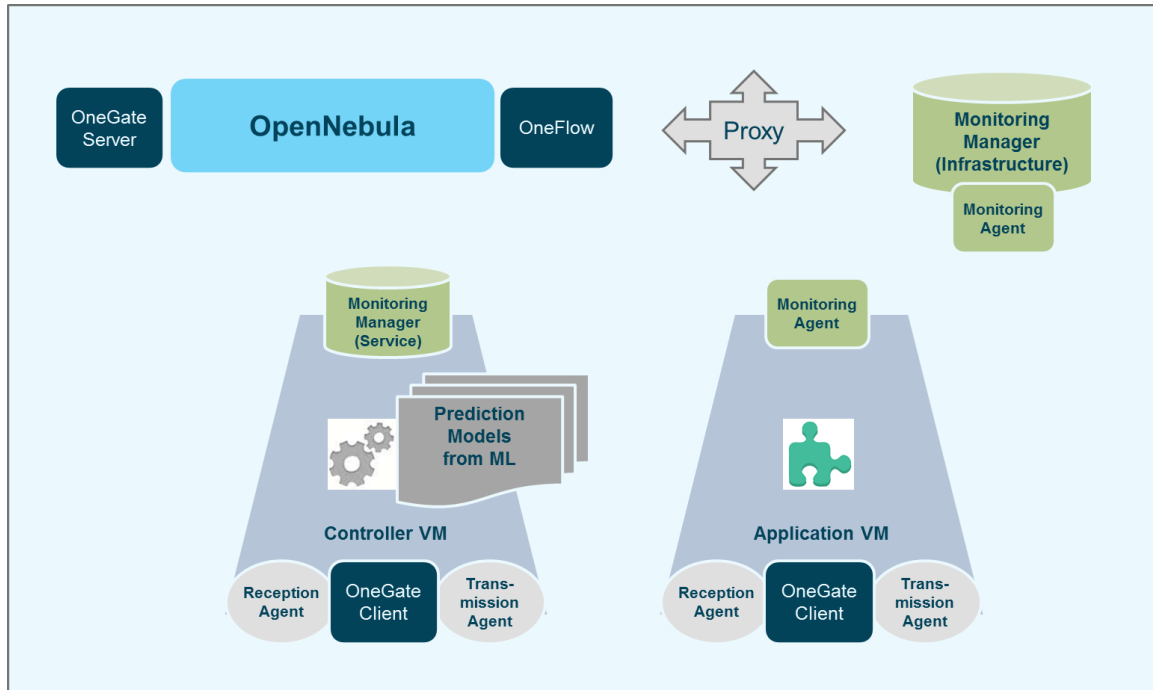 OneGate
Server
OpenNebula
OneFlow
Proxy
Monitoring
Manager
(Infrastructure)
Monitoring
Agent
Monitoring
Manager
(Service)
Monitoring
Agent
Prediction
Models
from ML
Controller VM
Application VM
Reception
Agent
OneGate
Client
Trans-
mission
Agent
Reception
Agent
OneGate
Client
Trans-
mission
Agent